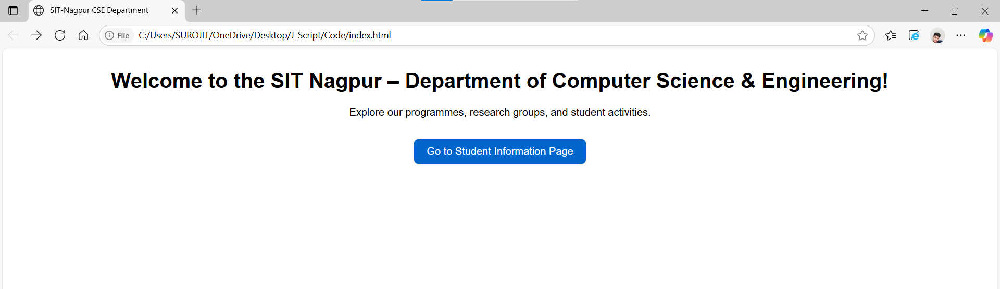 SIT-Nagpur CSE Department
File C:/Users/SUROJIT/OneDrive/Desktop/J_Script/Code/index.html
Welcome to the SIT Nagpur – Department of Computer Science & Engineering!
Explore our programmes, research groups, and student activities.
Go to Student Information Page